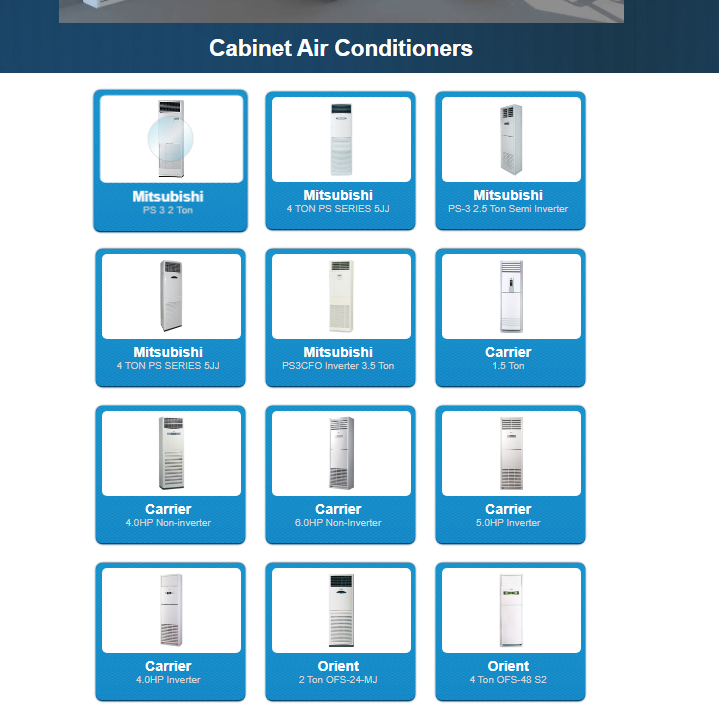 Cabinet Air Conditioners
Mitsubishi
PS 3 2 Ton
Mitsubishi
4 TON PS SERIES 5JJ
Mitsubishi
PS-3 2.5 Ton Semi Inverter
Mitsubishi
4 TON PS SERIES 5JJ
Mitsubishi
PS3CFO Inverter 3.5 Ton
Carrier
1.5 Ton
Carrier
4.0HP Non-inverter
Carrier
6.0HP Non-Inverter
Carrier
5.0HP Inverter
Carrier
4.0HP Inverter
Orient
2 Ton OFS-24-MJ
Orient
4 Ton OFS-48 S2